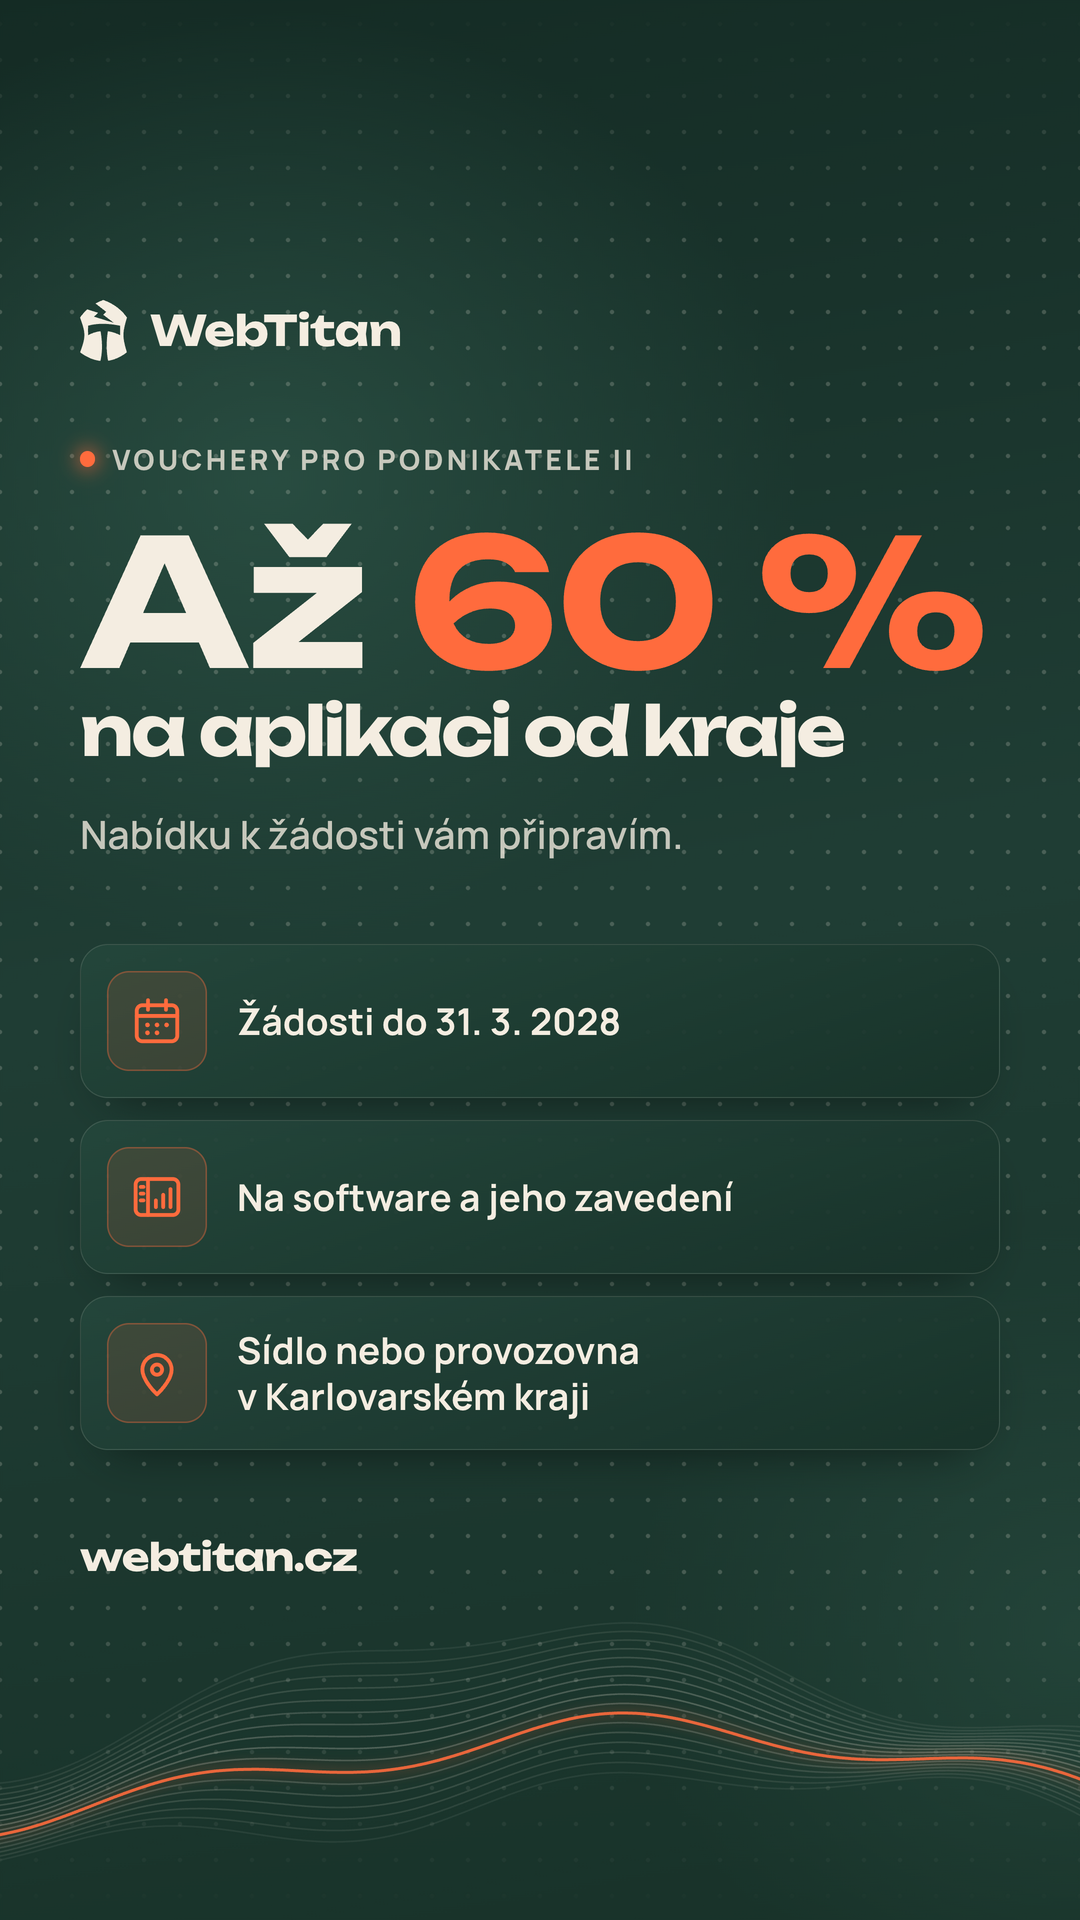 WebTitan
VOUCHERY PRO PODNIKATELE II
Až 60 %
na aplikaci od kraje
Nabídku k žádosti vám připravím.
Žádosti do 31. 3. 2028
Na software a jeho zavedení
Sídlo nebo provozovna
v Karlovarském kraji
webtitan.cz